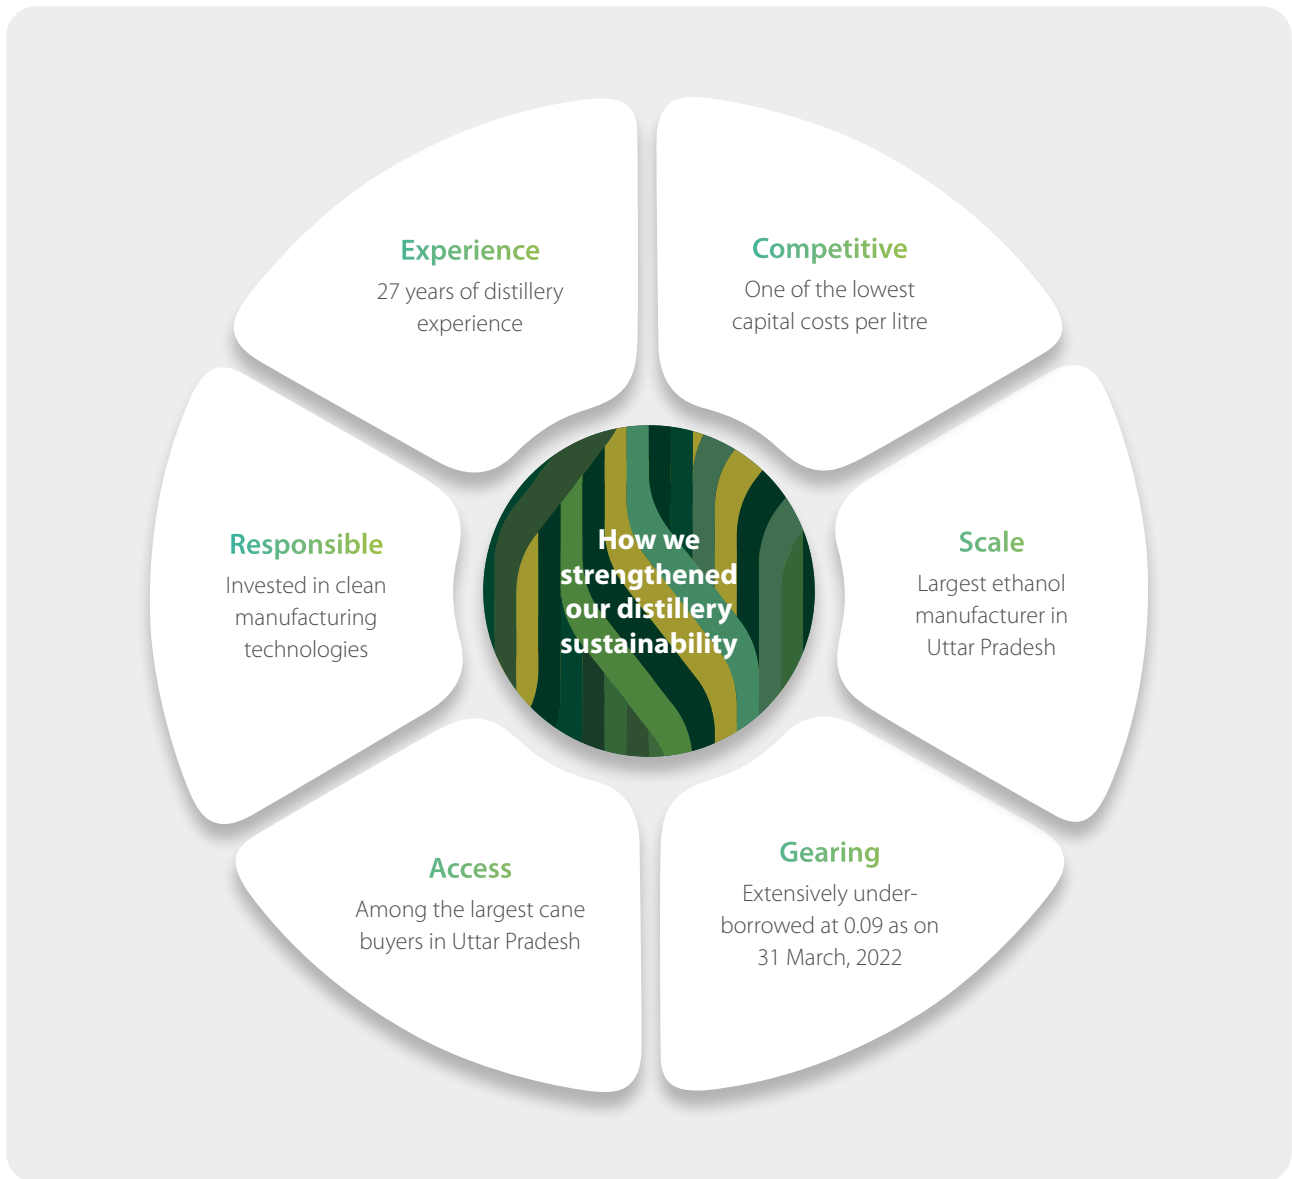 Experience
27 years of distillery
experience
Competitive
One of the lowest
capital costs per litre
Responsible
Invested in clean
manufacturing
technologies
How we
strengthened
our distillery
sustainability
Scale
Largest ethanol
manufacturer in
Uttar Pradesh
Access
Among the largest cane
buyers in Uttar Pradesh
Gearing
Extensively under-
borrowed at 0.09 as on
31 March, 2022